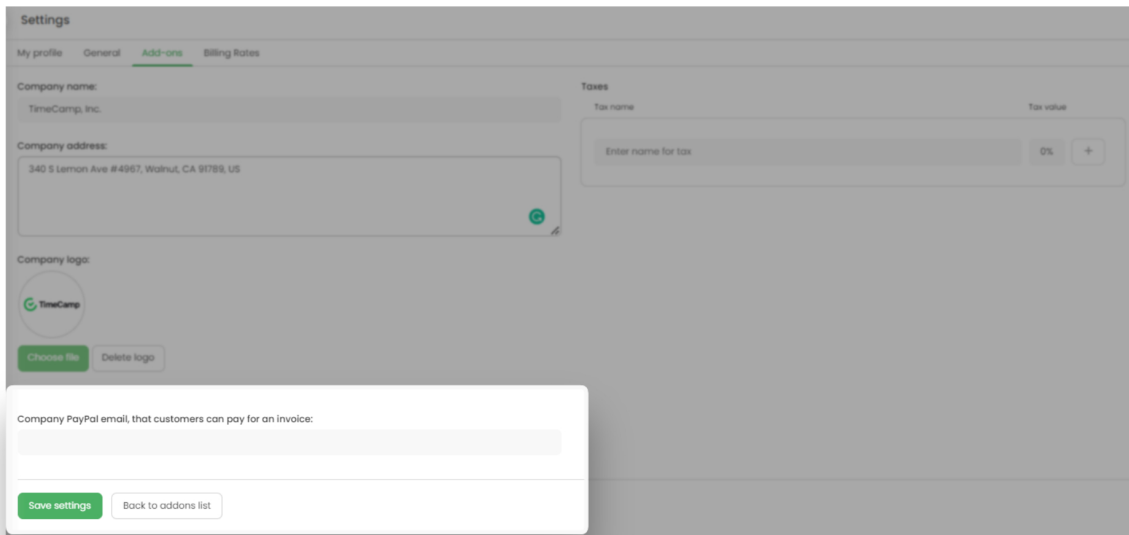 Settings
My profile General Add-ons Billing Rates
Company name:
TimeCamp, Inc.
Company address:
340 S Lemon Ave #4967, Walnut, CA 91789, US
Company logo:
TimeCamp
Choose file Delete logo
Taxes
Tax name Tax value
Enter name for tax 0% +
Company PayPal email, that customers can pay for an invoice:
Save settings Back to addons list